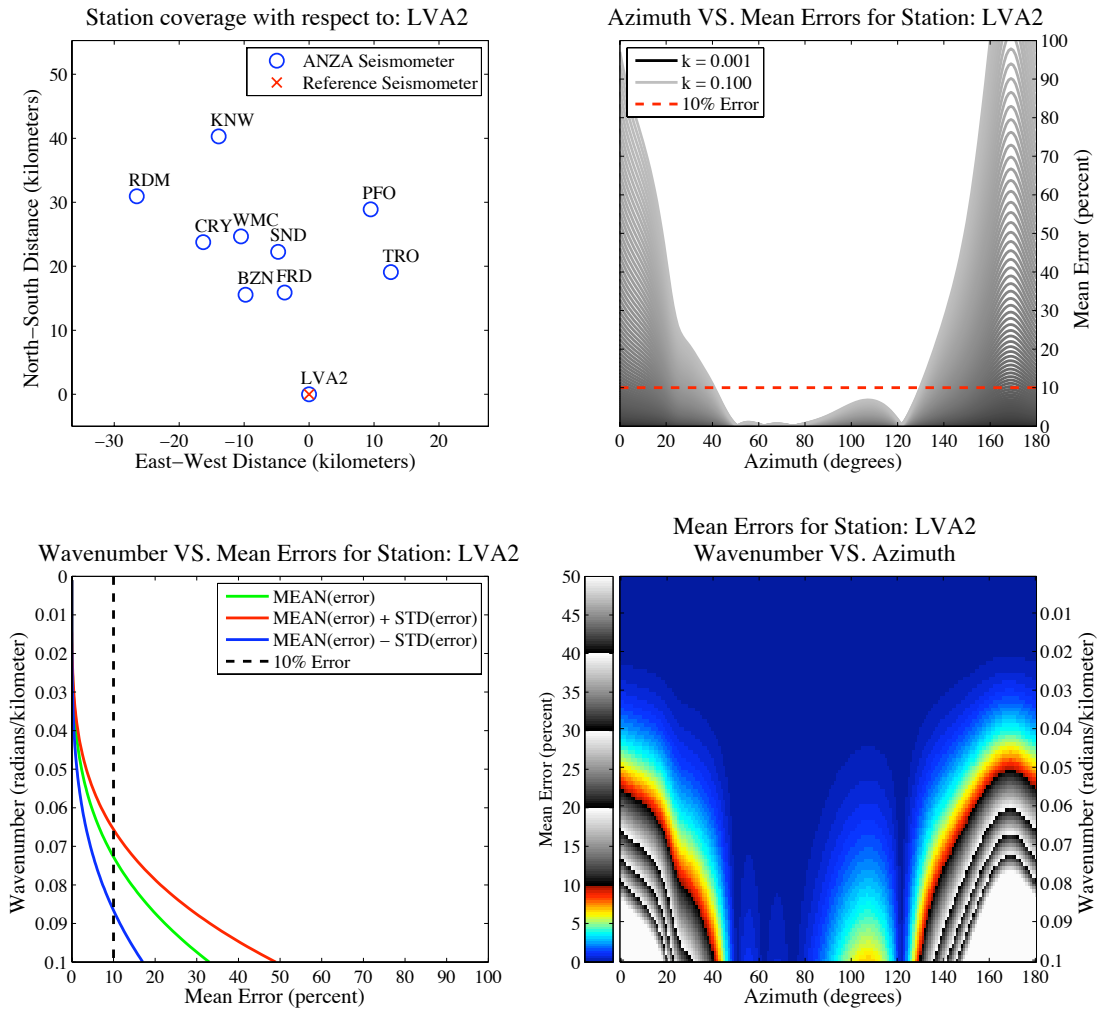 Station coverage with respect to: LVA2
ANZA Seismometer
Reference Seismometer
KNW
RDM
PFO
CRY
WMC
SND
TRO
BZN
FRD
LVA2
50
40
30
20
10
0
−30
−20
−10
0
10
20
North−South Distance (kilometers)
East−West Distance (kilometers)
Azimuth VS. Mean Errors for Station: LVA2
k = 0.001
k = 0.100
10% Error
100
90
80
70
60
50
40
30
20
10
0
0
20
40
60
80
100
120
140
160
180
Mean Error (percent)
Azimuth (degrees)
Wavenumber VS. Mean Errors for Station: LVA2
MEAN(error)
MEAN(error) + STD(error)
MEAN(error) − STD(error)
10% Error
0
0.01
0.02
0.03
0.04
0.05
0.06
0.07
0.08
0.09
0.1
0
10
20
30
40
50
60
70
80
90
100
Wavenumber (radians/kilometer)
Mean Error (percent)
Mean Errors for Station: LVA2
Wavenumber VS. Azimuth
50
45
40
35
30
25
20
15
10
5
0
Mean Error (percent)
0.01
0.02
0.03
0.04
0.05
0.06
0.07
0.08
0.09
0.1
0
20
40
60
80
100
120
140
160
180
Wavenumber (radians/kilometer)
Azimuth (degrees)